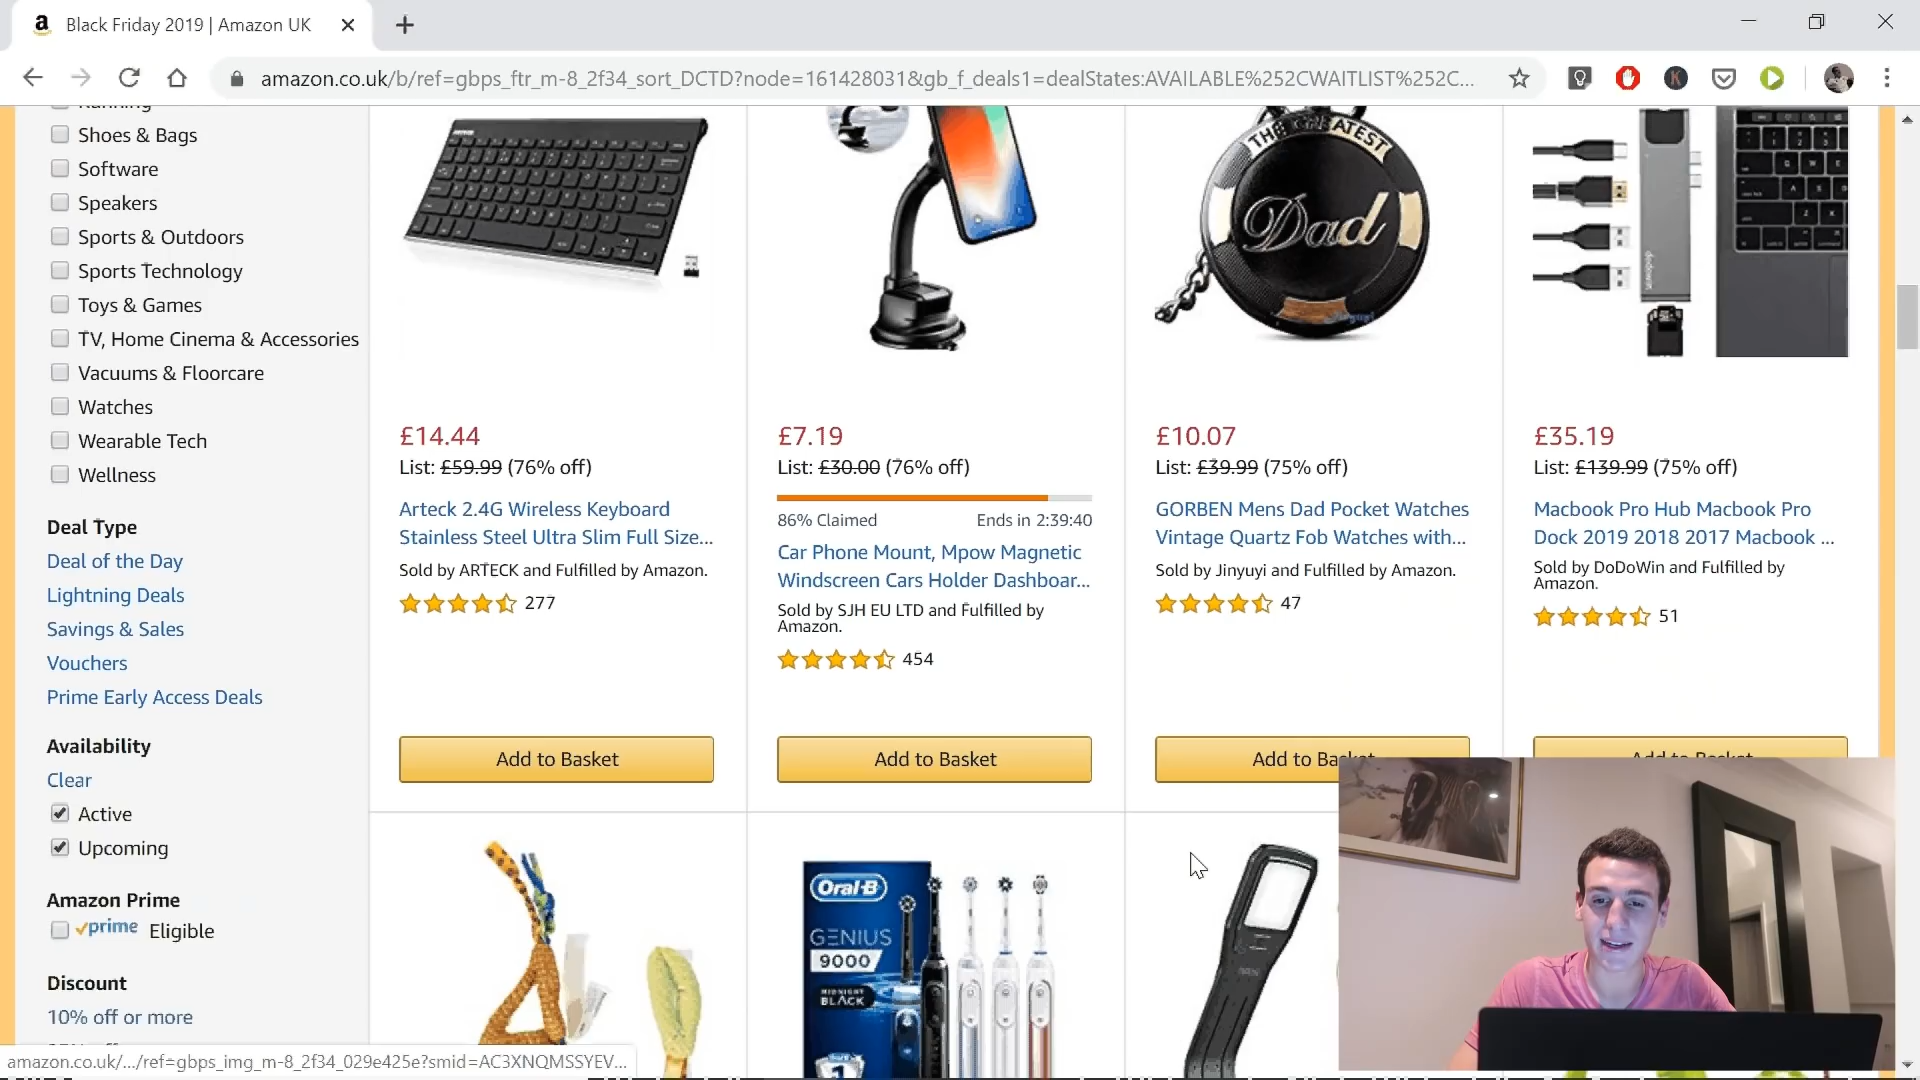 Black Friday 2019 | Amazon UK
amazon.co.uk/b/ref=gbps_ftr_m-8_2f34_sort_DCTD?node=161428031&gb_f_deals1=dealStates:AVAILABLE%252CWAITLIST%252C...
Running
Shoes & Bags
Software
Speakers
Sports & Outdoors
Sports Technology
Toys & Games
TV, Home Cinema & Accessories
Vacuums & Floorcare
Watches
Wearable Tech
Wellness
Deal Type
Deal of the Day
Lightning Deals
Savings & Sales
Vouchers
Prime Early Access Deals
Availability
Clear
Active
Upcoming
Amazon Prime
prime Eligible
Discount
10% off or more
£14.44
List: £59.99 (76% off)
Arteck 2.4G Wireless Keyboard
Stainless Steel Ultra Slim Full Size...
Sold by ARTECK and Fulfilled by Amazon.
277
Add to Basket
£7.19
List: £30.00 (76% off)
86% Claimed Ends in 2:39:40
Car Phone Mount, Mpow Magnetic
Windscreen Cars Holder Dashboar...
Sold by SJH EU LTD and Fulfilled by
Amazon.
454
Add to Basket
THE GREATEST
Dad
£10.07
List: £39.99 (75% off)
GORBEN Mens Dad Pocket Watches
Vintage Quartz Fob Watches with...
Sold by Jinyuyi and Fulfilled by Amazon.
47
Add to Basket
£35.19
List: £139.99 (75% off)
Macbook Pro Hub Macbook Pro
Dock 2019 2018 2017 Macbook ...
Sold by DoDoWin and Fulfilled by
Amazon.
51
Add to Basket
Oral-B
GENIUS
9000
MIDNIGHT
BLACK
1
amazon.co.uk/.../ref=gbps_img_m-8_2f34_029e425e?smid=AC3XNQMSSYEV...